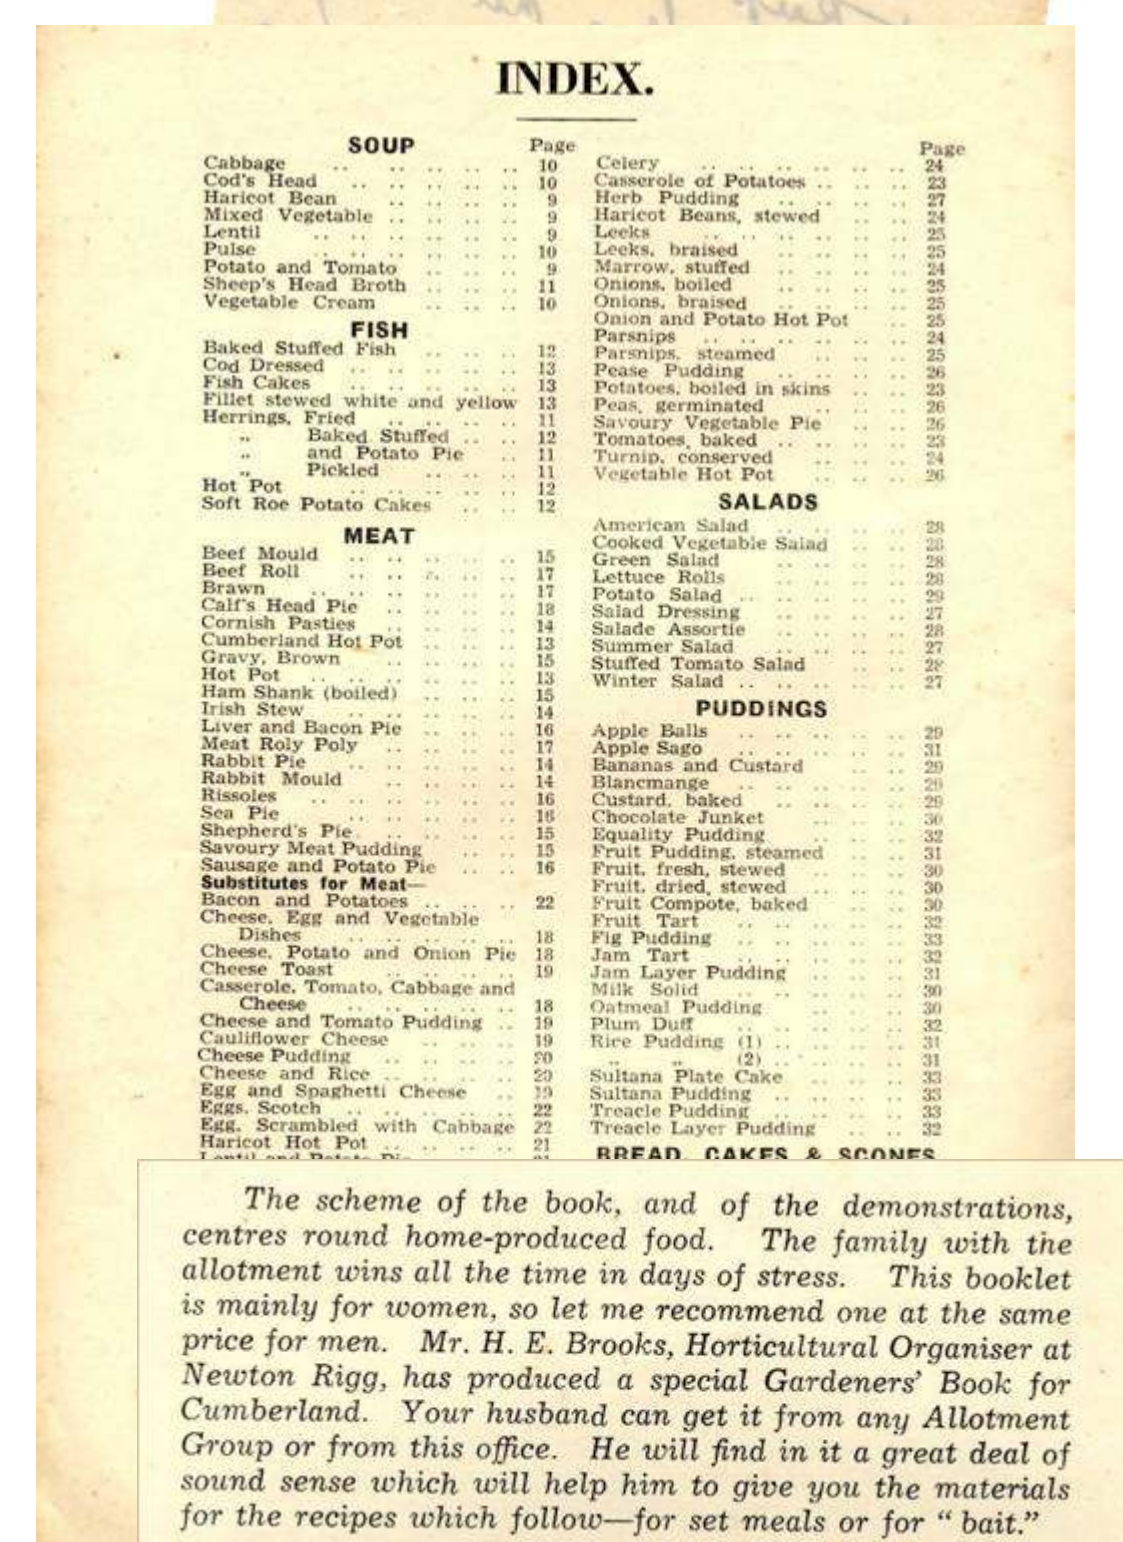 INDEX.
SOUP Page
Cabbage .. .. .. .. .. 10
Cod's Head .. .. .. .. .. 10
Haricot Bean .. .. .. .. 9
Mixed Vegetable .. .. .. .. 9
Lentil .. .. .. .. .. .. 9
Pulse .. .. .. .. .. .. 10
Potato and Tomato .. .. .. 9
Sheep's Head Broth .. .. .. 11
Vegetable Cream .. .. .. 10
FISH
Baked Stuffed Fish .. .. .. 12
Cod Dressed .. .. .. .. .. 13
Fish Cakes .. .. .. .. .. 13
Fillet stewed white and yellow 13
Herrings, Fried .. .. .. .. 11
„ Baked Stuffed .. .. 12
„ and Potato Pie .. 11
„ Pickled .. .. .. 11
Hot Pot .. .. .. .. .. 12
Soft Roe Potato Cakes .. .. 12
MEAT
Beef Mould .. .. .. .. .. 15
Beef Roll .. .. .. .. .. 17
Brawn .. .. .. .. .. .. 17
Calf's Head Pie .. .. .. .. 18
Cornish Pasties .. .. .. .. 14
Cumberland Hot Pot .. .. .. 13
Gravy, Brown .. .. .. .. 15
Hot Pot .. .. .. .. .. .. 13
Ham Shank (boiled) .. .. .. 15
Irish Stew .. .. .. .. .. 14
Liver and Bacon Pie .. .. .. 16
Meat Roly Poly .. .. .. .. 17
Rabbit Pie .. .. .. .. .. 14
Rabbit Mould .. .. .. .. 14
Rissoles .. .. .. .. .. .. 16
Sea Pie .. .. .. .. .. 16
Shepherd's Pie .. .. .. .. 15
Savoury Meat Pudding .. .. 15
Sausage and Potato Pie .. .. 16
Substitutes for Meat—
Bacon and Potatoes .. .. .. 22
Cheese, Egg and Vegetable
Dishes .. .. .. .. .. 18
Cheese, Potato and Onion Pie 18
Cheese Toast .. .. .. .. 19
Casserole, Tomato, Cabbage and
Cheese .. .. .. .. .. 18
Cheese and Tomato Pudding .. 19
Cauliflower Cheese .. .. .. 19
Cheese Pudding .. .. .. .. 20
Cheese and Rice .. .. .. .. 20
Egg and Spaghetti Cheese .. 19
Eggs, Scotch .. .. .. .. .. 22
Egg, Scrambled with Cabbage 22
Haricot Hot Pot .. .. .. .. 21
Lentil and Potato Pie .. .. .. 21
Page
Celery .. .. .. .. .. .. 24
Casserole of Potatoes .. .. .. 23
Herb Pudding .. .. .. .. 27
Haricot Beans, stewed .. .. 24
Leeks .. .. .. .. .. .. 25
Leeks, braised .. .. .. .. 25
Marrow, stuffed .. .. .. .. 24
Onions, boiled .. .. .. .. 25
Onions, braised .. .. .. .. 25
Onion and Potato Hot Pot .. 25
Parsnips .. .. .. .. .. .. 24
Parsnips, steamed .. .. .. 25
Pease Pudding .. .. .. .. 26
Potatoes, boiled in skins .. .. 23
Peas, germinated .. .. .. 26
Savoury Vegetable Pie .. .. 26
Tomatoes, baked .. .. .. .. 23
Turnip, conserved .. .. .. 24
Vegetable Hot Pot .. .. .. 26
SALADS
American Salad .. .. .. .. 28
Cooked Vegetable Salad .. .. 28
Green Salad .. .. .. .. 28
Lettuce Rolls .. .. .. .. 28
Potato Salad .. .. .. .. .. 29
Salad Dressing .. .. .. .. 27
Salade Assortie .. .. .. .. 28
Summer Salad .. .. .. .. 27
Stuffed Tomato Salad .. .. 28
Winter Salad .. .. .. .. .. 27
PUDDINGS
Apple Balls .. .. .. .. .. 29
Apple Sago .. .. .. .. .. 31
Bananas and Custard .. .. 29
Blancmange .. .. .. .. .. 29
Custard, baked .. .. .. .. 29
Chocolate Junket .. .. .. 30
Equality Pudding .. .. .. 32
Fruit Pudding, steamed .. .. 31
Fruit, fresh, stewed .. .. .. 30
Fruit, dried, stewed .. .. .. 30
Fruit Compote, baked .. .. 30
Fruit Tart .. .. .. .. .. 32
Fig Pudding .. .. .. .. .. 33
Jam Tart .. .. .. .. .. 32
Jam Layer Pudding .. .. .. 31
Milk Solid .. .. .. .. .. 30
Oatmeal Pudding .. .. .. 30
Plum Duff .. .. .. .. .. 32
Rice Pudding (1) .. .. .. .. 31
„ „ (2) .. .. .. .. 31
Sultana Plate Cake .. .. .. 33
Sultana Pudding .. .. .. .. 33
Treacle Pudding .. .. .. .. 33
Treacle Layer Pudding .. .. 32
BREAD, CAKES & SCONES
The scheme of the book, and of the demonstrations,
centres round home-produced food. The family with the
allotment wins all the time in days of stress. This booklet
is mainly for women, so let me recommend one at the same
price for men. Mr. H. E. Brooks, Horticultural Organiser at
Newton Rigg, has produced a special Gardeners' Book for
Cumberland. Your husband can get it from any Allotment
Group or from this office. He will find in it a great deal of
sound sense which will help him to give you the materials
for the recipes which follow—for set meals or for “ bait.”